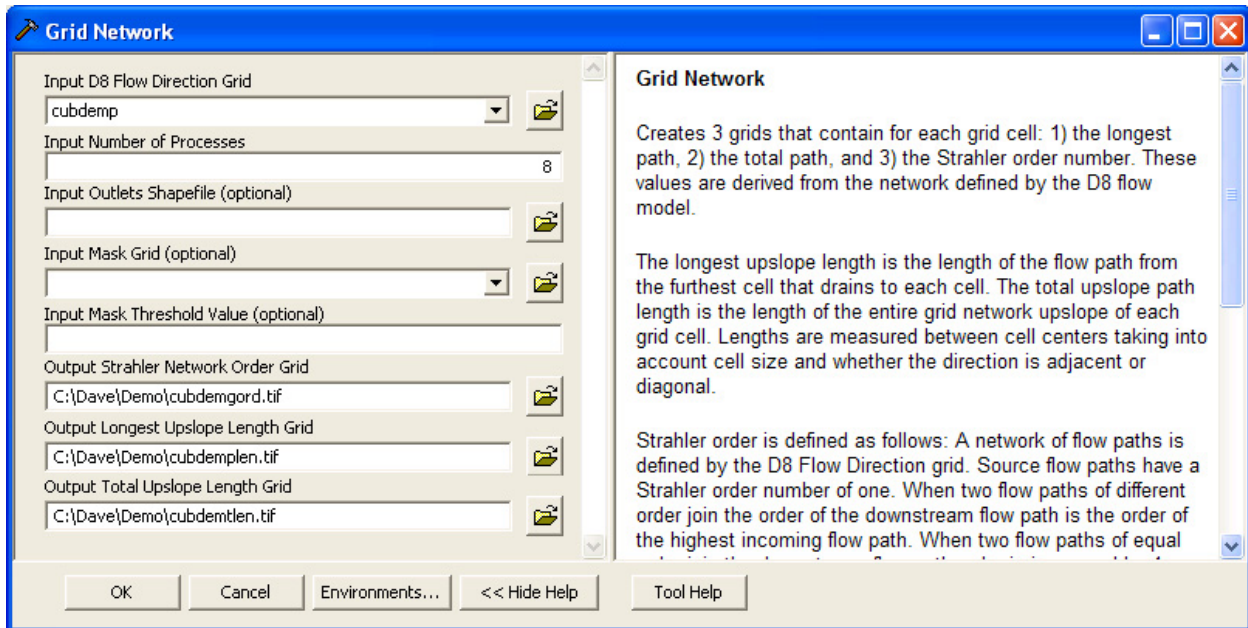 Grid Network
Input D8 Flow Direction Grid
cubdemp
Input Number of Processes
8
Input Outlets Shapefile (optional)
Input Mask Grid (optional)
Input Mask Threshold Value (optional)
Output Strahler Network Order Grid
C:\Dave\Demo\cubdemgord.tif
Output Longest Upslope Length Grid
C:\Dave\Demo\cubdemplen.tif
Output Total Upslope Length Grid
C:\Dave\Demo\cubdemtlen.tif
Grid Network
Creates 3 grids that contain for each grid cell: 1) the longest
path, 2) the total path, and 3) the Strahler order number. These
values are derived from the network defined by the D8 flow
model.
The longest upslope length is the length of the flow path from
the furthest cell that drains to each cell. The total upslope path
length is the length of the entire grid network upslope of each
grid cell. Lengths are measured between cell centers taking into
account cell size and whether the direction is adjacent or
diagonal.
Strahler order is defined as follows: A network of flow paths is
defined by the D8 Flow Direction grid. Source flow paths have a
Strahler order number of one. When two flow paths of different
order join the order of the downstream flow path is the order of
the highest incoming flow path. When two flow paths of equal
OK
Cancel
Environments...
<< Hide Help
Tool Help